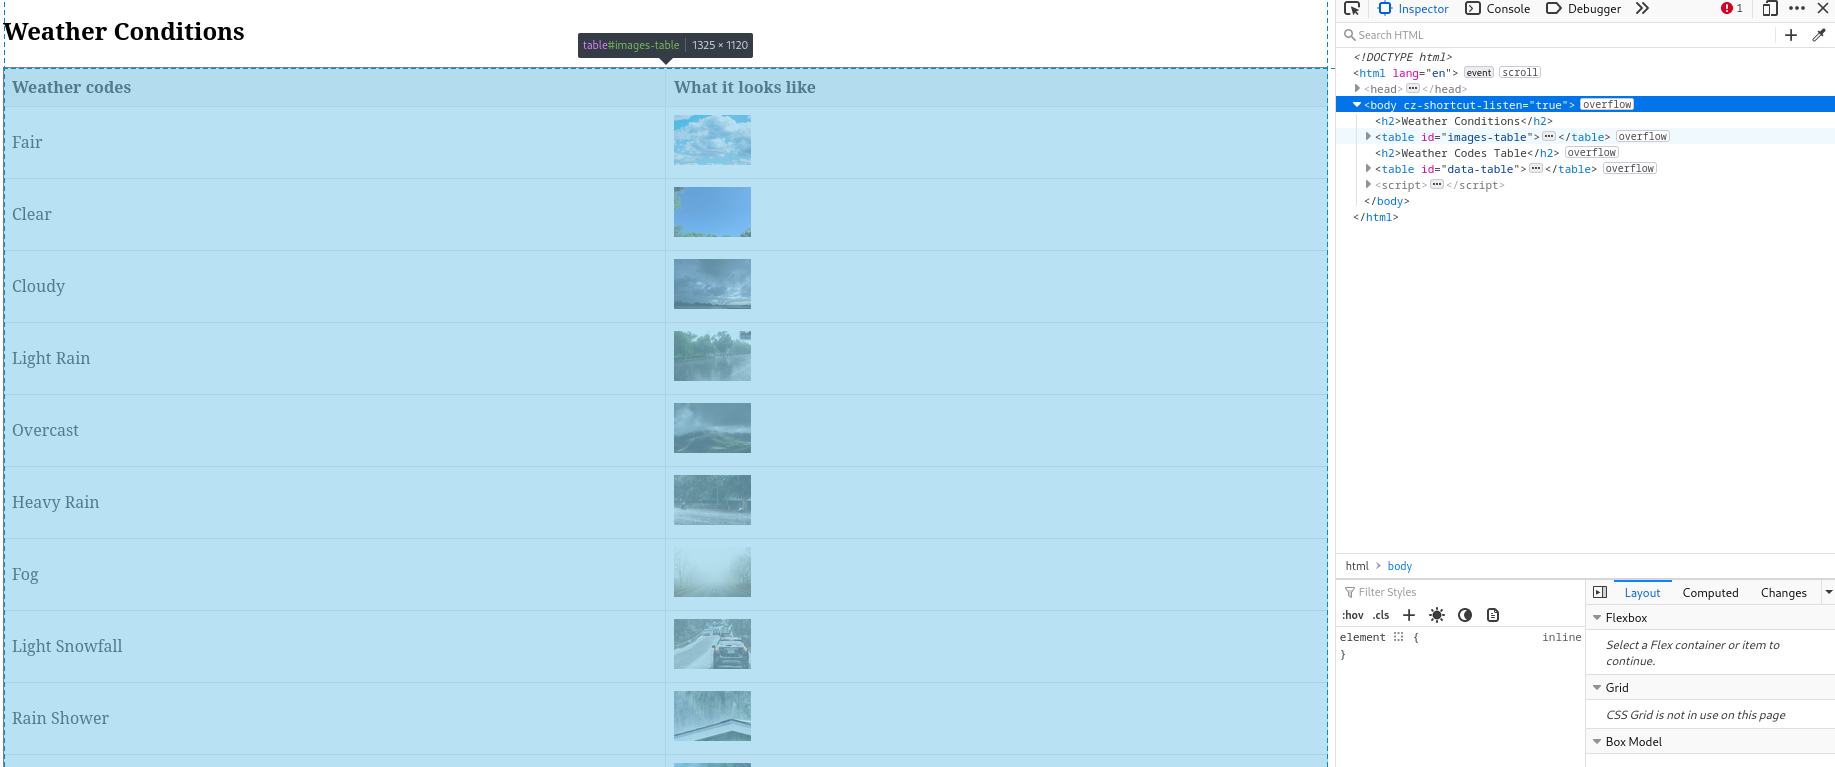 Weather Conditions
table#images-table | 1325 × 1120
Weather codes
What it looks like
Fair
Clear
Cloudy
Light Rain
Overcast
Heavy Rain
Fog
Light Snowfall
Rain Shower
Inspector
Console
Debugger
1
Search HTML
<!DOCTYPE html>
<html lang="en"> event scroll
<head> ••• </head>
<body cz-shortcut-listen="true"> overflow
<h2>Weather Conditions</h2>
<table id="images-table"> ••• </table> overflow
<h2>Weather Codes Table</h2> overflow
<table id="data-table"> ••• </table> overflow
<script> ••• </script>
</body>
</html>
html > body
Filter Styles
:hov .cls
element { inline
}
Layout Computed Changes
Flexbox
Select a Flex container or item to
continue.
Grid
CSS Grid is not in use on this page
Box Model